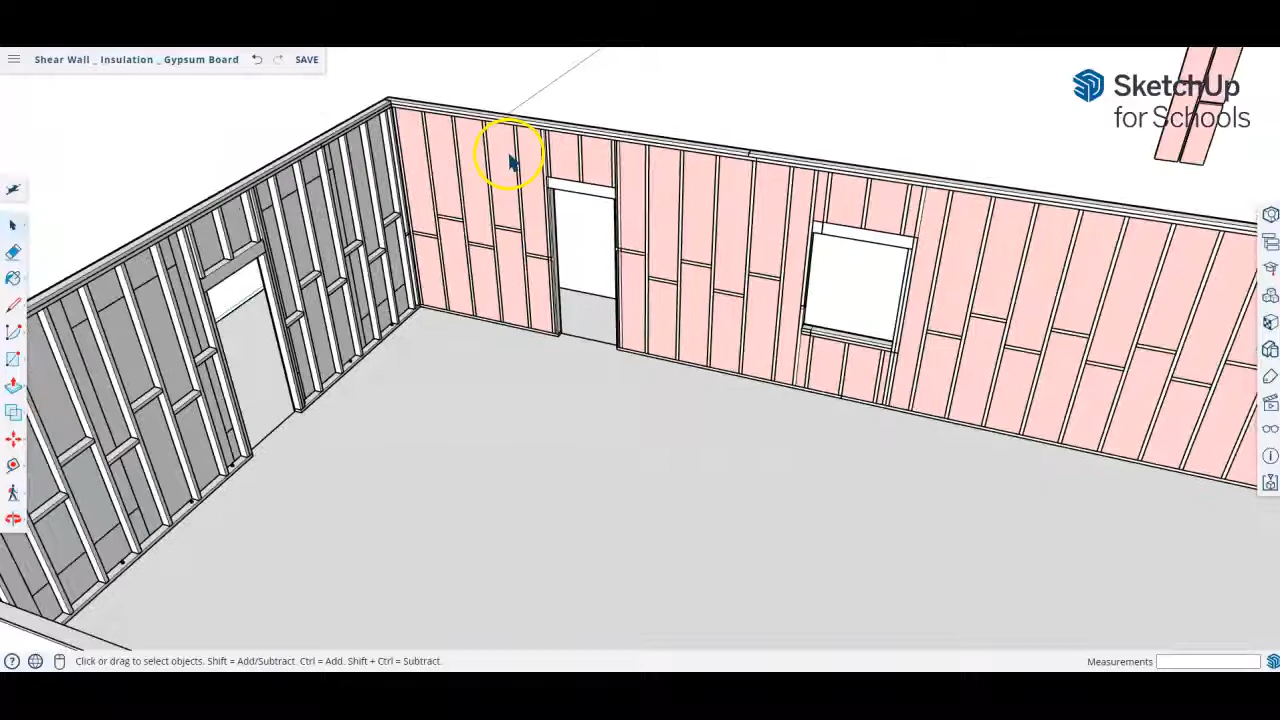 Shear Wall _ Insulation _ Gypsum Board
SAVE
SketchUp
for Schools
Click or drag to select objects. Shift = Add/Subtract. Ctrl = Add. Shift + Ctrl = Subtract.
Measurements